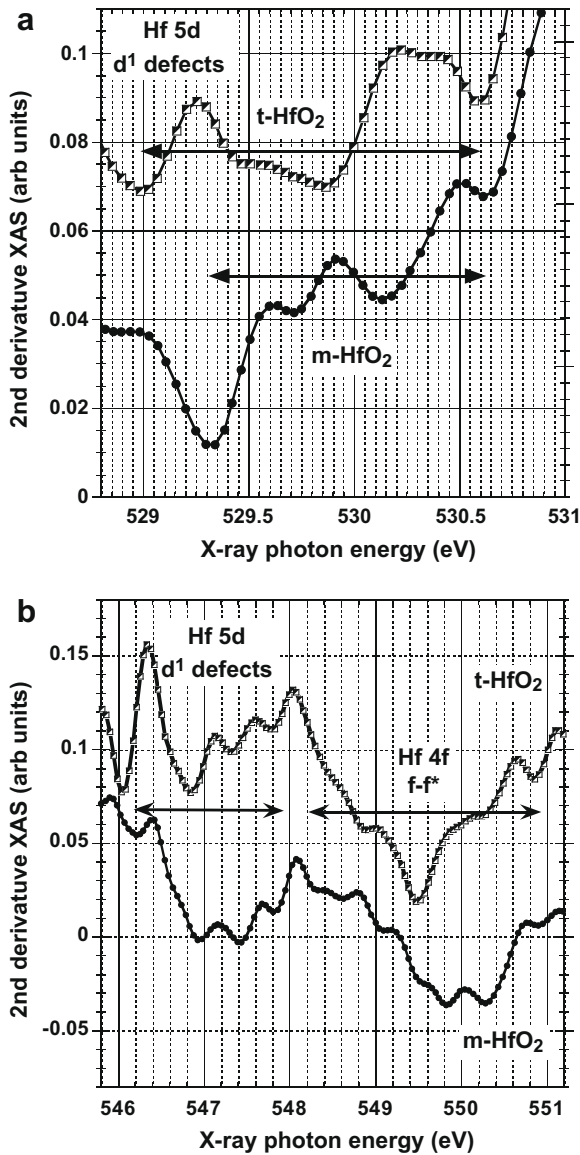 a
Hf 5d
d¹ defects
t-HfO₂
m-HfO₂
2nd derivatuve XAS (arb units)
0.1
0.08
0.06
0.04
0.02
0
529
529.5
530
530.5
531
X-ray photon energy (eV)
b
Hf 5d
d¹ defects
t-HfO₂
Hf 4f
f-f*
m-HfO₂
2nd derivatuve XAS (arb units)
0.15
0.1
0.05
0
-0.05
546
547
548
549
550
551
X-ray photon energy (eV)